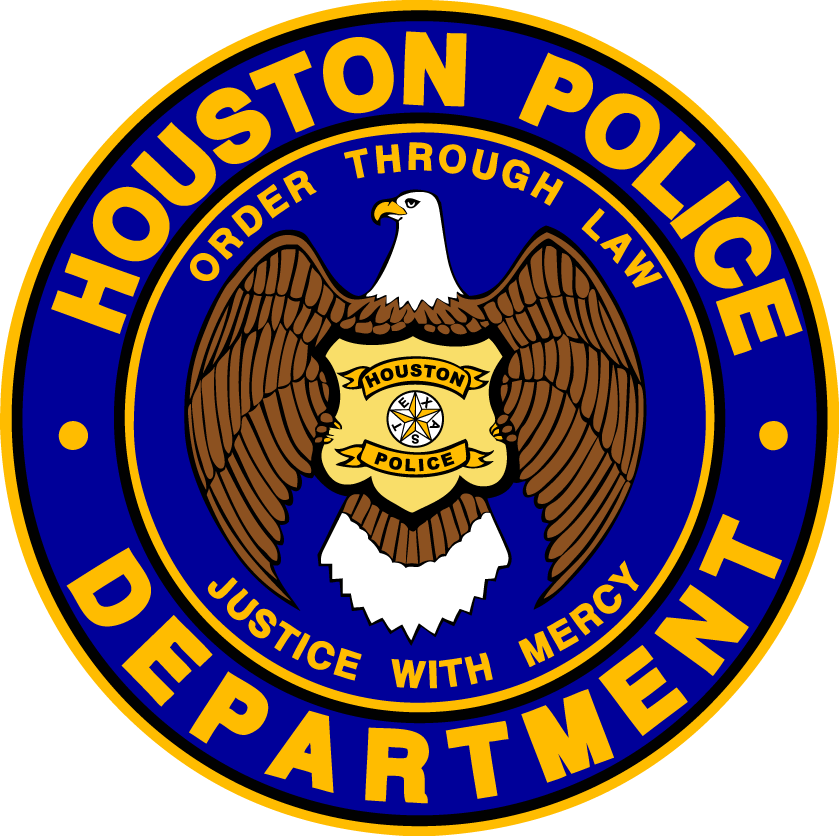 HOUSTON POLICE
ORDER THROUGH LAW
HOUSTON
TEXAS
POLICE
JUSTICE WITH MERCY
DEPARTMENT